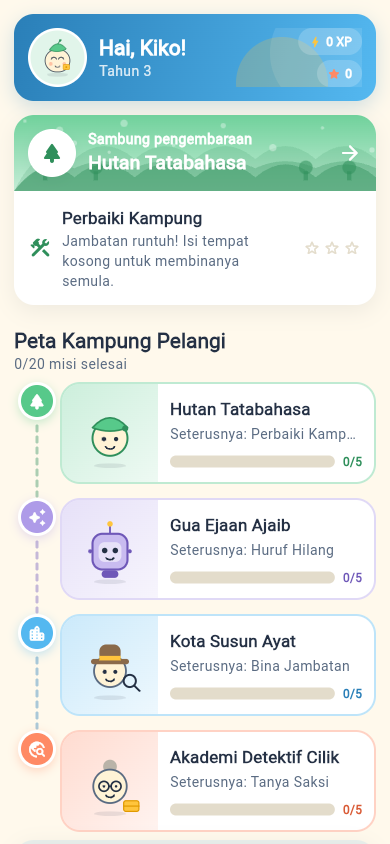 Hai, Kiko!
Tahun 3
0 XP
0
Sambung pengembaraan
Hutan Tatabahasa
Perbaiki Kampung
Jambatan runtuh! Isi tempat
kosong untuk membinanya
semula.
Peta Kampung Pelangi
0/20 misi selesai
Hutan Tatabahasa
Seterusnya: Perbaiki Kamp...
0/5
Gua Ejaan Ajaib
Seterusnya: Huruf Hilang
0/5
Kota Susun Ayat
Seterusnya: Bina Jambatan
0/5
Akademi Detektif Cilik
Seterusnya: Tanya Saksi
0/5